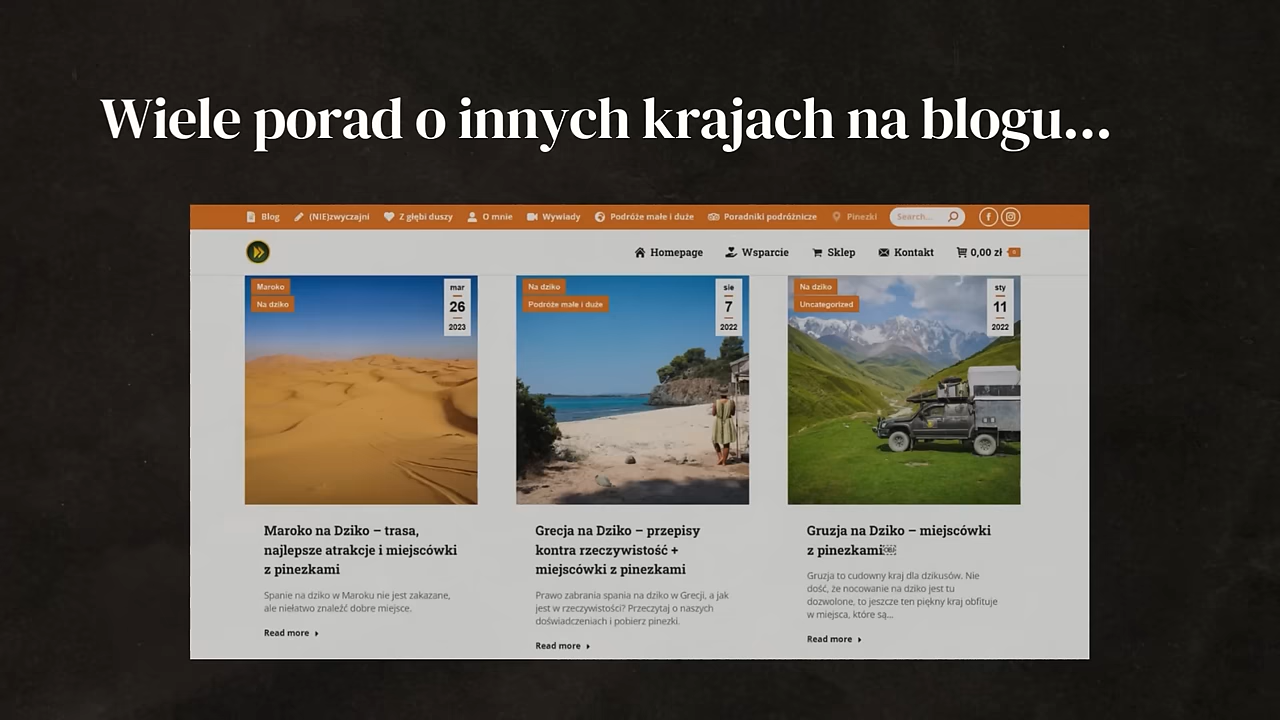 Wiele porad o innych krajach na blogu...
Blog (NIE)zwyczajni Z głębi duszy O mnie Wywiady Podróże małe i duże Poradniki podróżnicze Pinezki Search...
Homepage Wsparcie Sklep Kontakt 0,00 zł 0
Maroko
Na dziko
mar
26
2023
Maroko na Dziko – trasa,
najlepsze atrakcje i miejscówki
z pinezkami
Spanie na dziko w Maroku nie jest zakazane,
ale niełatwo znaleźć dobre miejsce.
Read more
Na dziko
Podróże małe i duże
sie
7
2022
Grecja na Dziko – przepisy
kontra rzeczywistość +
miejscówki z pinezkami
Prawo zabrania spania na dziko w Grecji, a jak
jest w rzeczywistości? Przeczytaj o naszych
doświadczeniach i pobierz pinezki.
Read more
Na dziko
Uncategorized
sty
11
2022
Gruzja na Dziko – miejscówki
z pinezkami
Gruzja to cudowny kraj dla dzikusów. Nie
dość, że nocowanie na dziko jest tu
dozwolone, to jeszcze ten piękny kraj obfituje
w miejsca, które są...
Read more